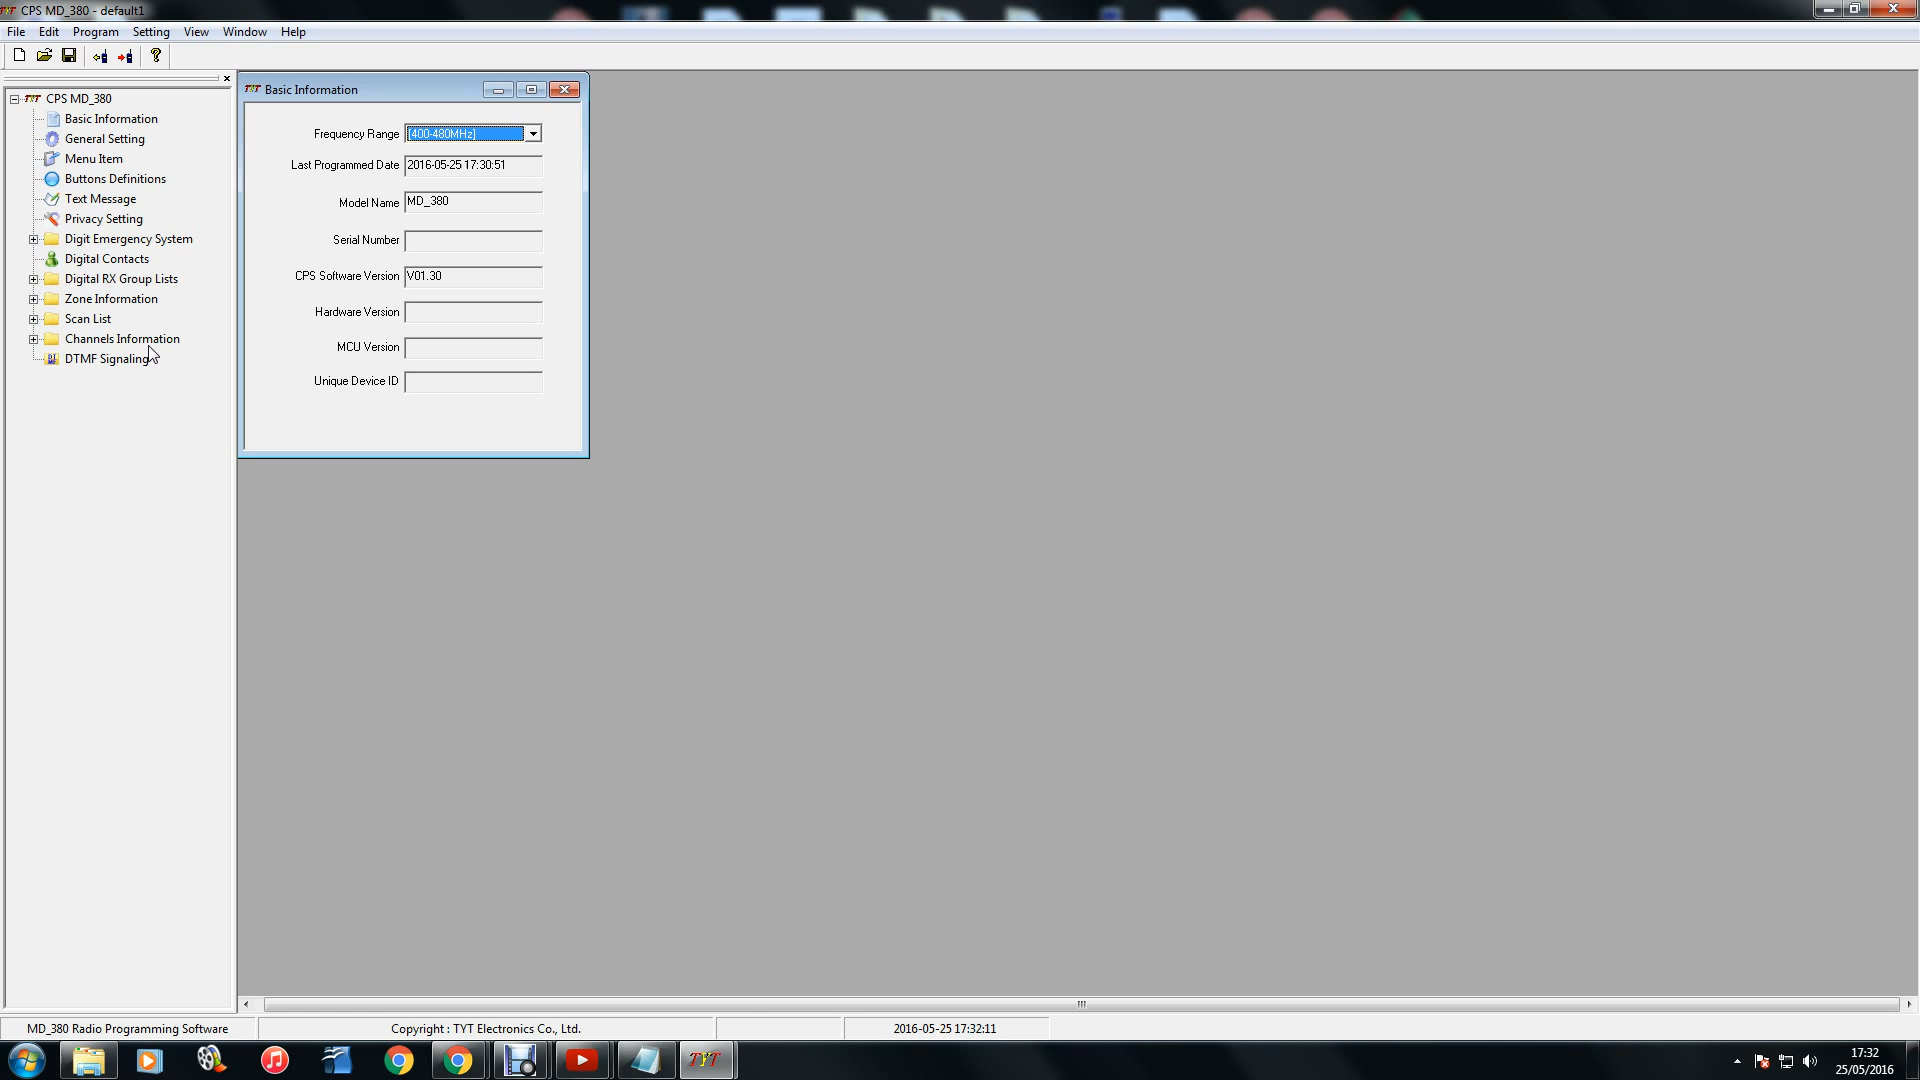 TYT CPS MD_380 - default1
File Edit Program Setting View Window Help
TYT CPS MD_380
Basic Information
General Setting
Menu Item
Buttons Definitions
Text Message
Privacy Setting
Digit Emergency System
Digital Contacts
Digital RX Group Lists
Zone Information
Scan List
Channels Information
DTMF Signaling
TYT Basic Information
Frequency Range [400-480MHz]
Last Programmed Date 2016-05-25 17:30:51
Model Name MD_380
Serial Number
CPS Software Version V01.30
Hardware Version
MCU Version
Unique Device ID
MD_380 Radio Programming Software Copyright : TYT Electronics Co., Ltd. 2016-05-25 17:32:11
TYT
17:32
25/05/2016